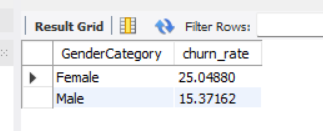 Result Grid Filter Rows:
GenderCategory churn_rate
Female 25.04880
Male 15.37162